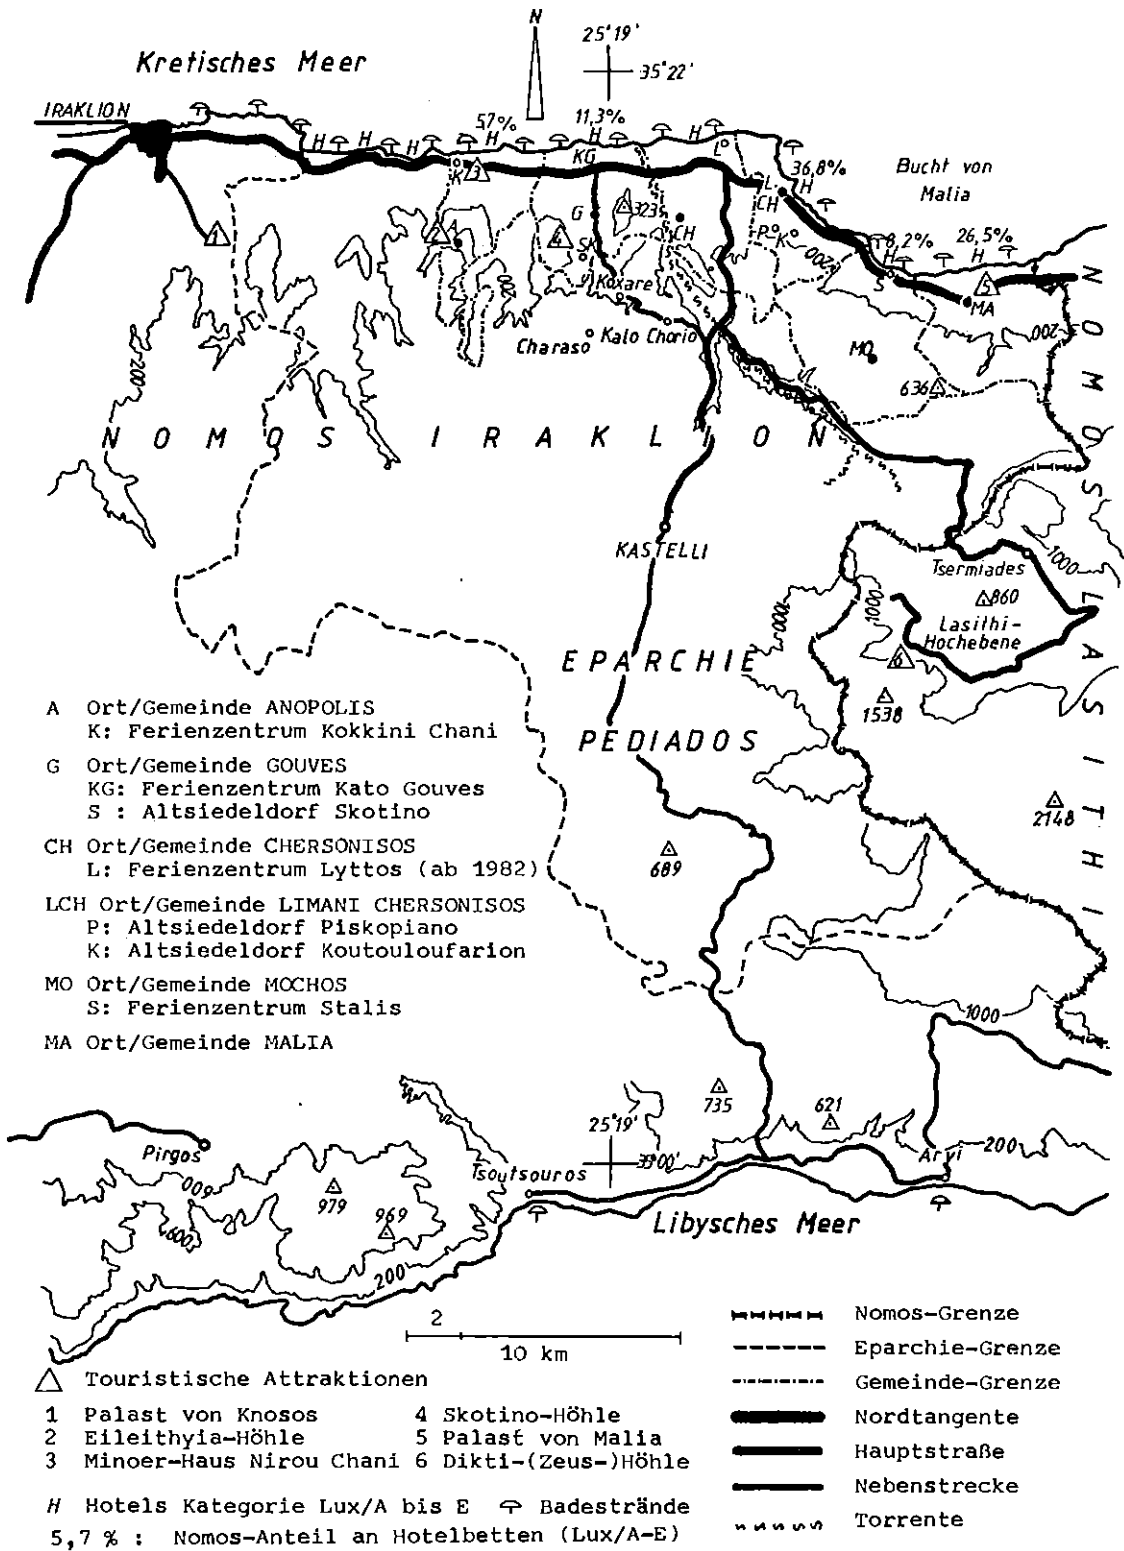 N
25°19'
Kretisches Meer
35°22'
IRAKLION
5,7%
11,3%
H H H H H H
L
KG
K
3
36,8%
H
Bucht von
Malia
L
CH
1
2
A
4
G
323
CH
SK
P K
200
8,2%
26,5%
H
H
S
5
MA
200
200
Koxare
Kalo Chorio
Charaso
MO
636
200
NOMOS IRAKLION
NOMOS LASITHI
KASTELLI
Tsermiades
1000
1000
1000
860
Lasithi-
Hochebene
6
EPARCHIE
1538
PEDIADOS
2148
689
A Ort/Gemeinde ANOPOLIS
K: Ferienzentrum Kokkini Chani
G Ort/Gemeinde GOUVES
KG: Ferienzentrum Kato Gouves
S : Altsiedeldorf Skotino
CH Ort/Gemeinde CHERSONISOS
L: Ferienzentrum Lyttos (ab 1982)
LCH Ort/Gemeinde LIMANI CHERSONISOS
P: Altsiedeldorf Piskopiano
K: Altsiedeldorf Koutouloufarion
MO Ort/Gemeinde MOCHOS
S: Ferienzentrum Stalis
MA Ort/Gemeinde MALIA
1000
735
621
25°19'
35°00'
Pirgos
Tsoutsouros
Arvi
200
600
979
969
600
200
Libysches Meer
2
10 km
Touristische Attraktionen
1 Palast von Knosos
2 Eileithyia-Höhle
3 Minoer-Haus Nirou Chani
4 Skotino-Höhle
5 Palast von Malia
6 Dikti-(Zeus-)Höhle
H Hotels Kategorie Lux/A bis E
Badestrände
5,7 % : Nomos-Anteil an Hotelbetten (Lux/A-E)
Nomos-Grenze
Eparchie-Grenze
Gemeinde-Grenze
Nordtangente
Hauptstraße
Nebenstrecke
Torrente